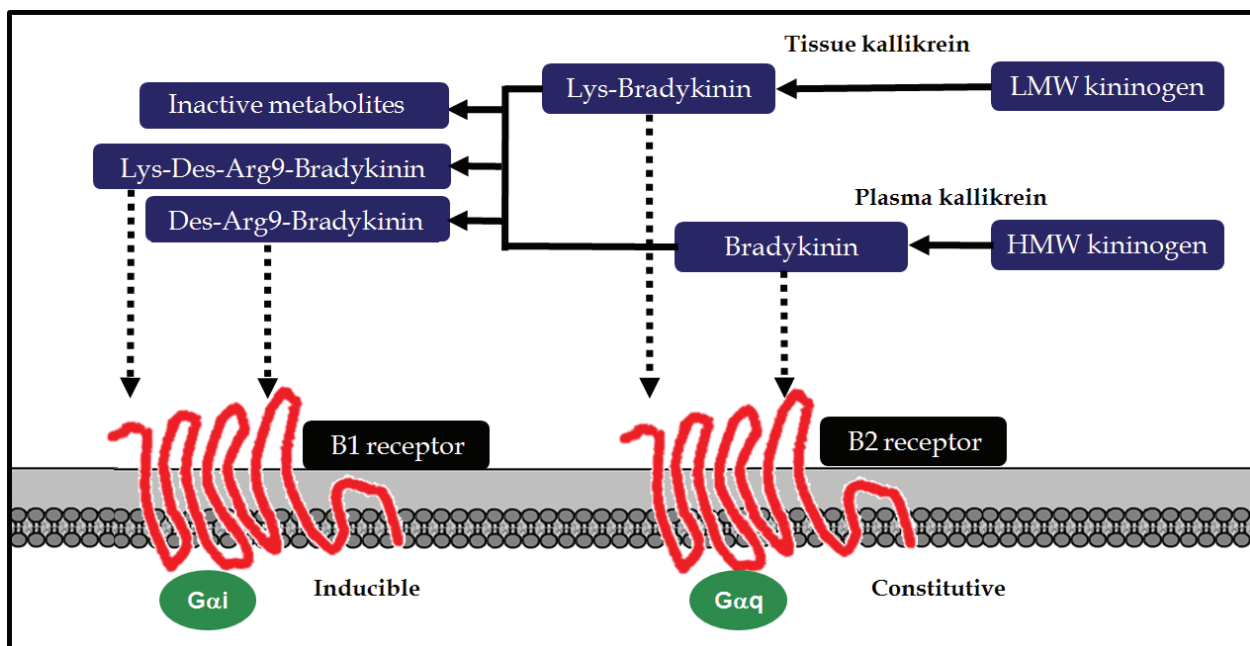 Tissue kallikrein
Lys-Bradykinin
LMW kininogen
Inactive metabolites
Lys-Des-Arg9-Bradykinin
Plasma kallikrein
Des-Arg9-Bradykinin
Bradykinin
HMW kininogen
B1 receptor
B2 receptor
Inducible
Constitutive
Gαi
Gαq